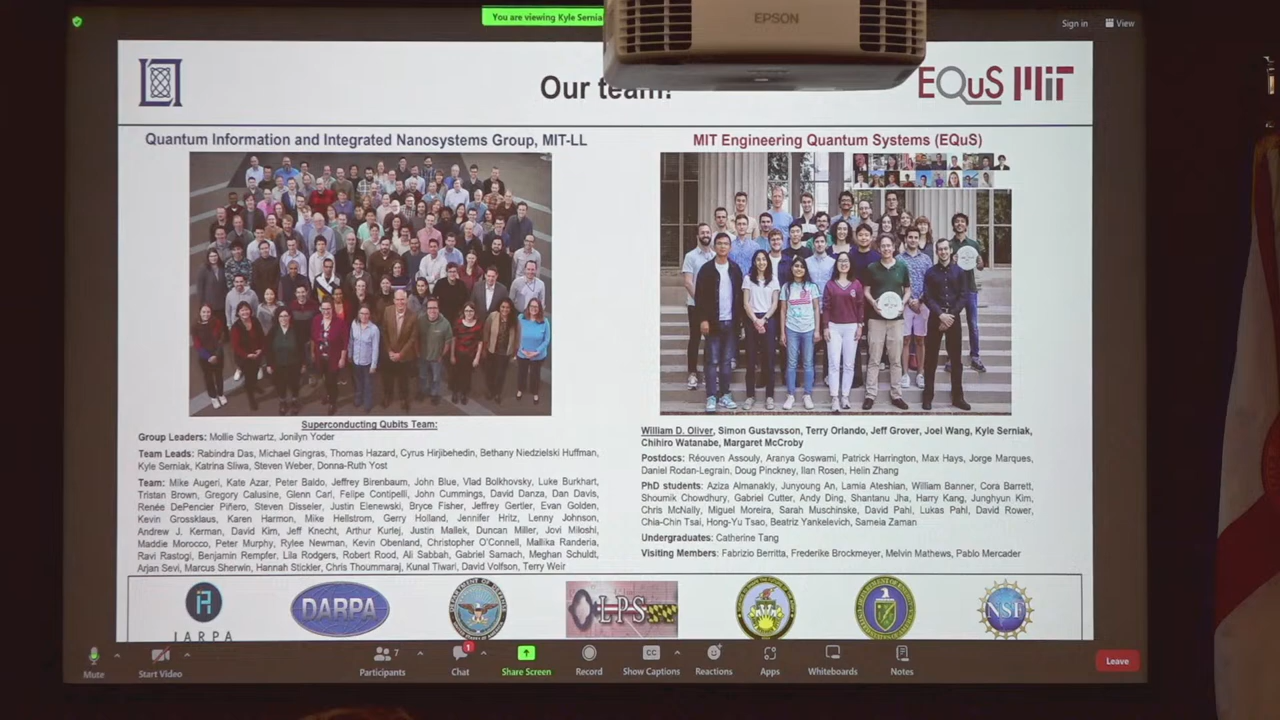 You are viewing Kyle Sernia
EPSON
Sign in
View
Our team!
EQuS MIT
Quantum Information and Integrated Nanosystems Group, MIT-LL
MIT Engineering Quantum Systems (EQuS)
Superconducting Qubits Team:
Group Leaders: Mollie Schwartz, Jonilyn Yoder
Team Leads: Rabindra Das, Michael Gingras, Thomas Hazard, Cyrus Hirjibehedin, Bethany Niedzielski Huffman,
Kyle Serniak, Katrina Sliwa, Steven Weber, Donna-Ruth Yost
Team: Mike Augeri, Kate Azar, Peter Baldo, Jeffrey Birenbaum, John Blue, Vlad Bolkhovsky, Luke Burkhart,
Tristan Brown, Gregory Calusine, Glenn Carl, Felipe Contipelli, John Cummings, David Danza, Dan Davis,
Renée DePencier Piñero, Steven Disseler, Justin Elenewski, Bryce Fisher, Jeffrey Gertler, Evan Golden,
Kevin Grossklaus, Karen Harmon, Mike Hellstrom, Gerry Holland, Jennifer Hritz, Lenny Johnson,
Andrew J. Kerman, David Kim, Jeff Knecht, Arthur Kurlej, Justin Mallek, Duncan Miller, Jovi Miloshi,
Maddie Morocco, Peter Murphy, Rylee Newman, Kevin Obenland, Christopher O'Connell, Mallika Randeria,
Ravi Rastogi, Benjamin Rempfer, Lila Rodgers, Robert Rood, Ali Sabbah, Gabriel Samach, Meghan Schuldt,
Arjan Sevi, Marcus Sherwin, Hannah Stickler, Chris Thoummaraj, Kunal Tiwari, David Volfson, Terry Weir
William D. Oliver, Simon Gustavsson, Terry Orlando, Jeff Grover, Joel Wang, Kyle Serniak,
Chihiro Watanabe, Margaret McCroby
Postdocs: Réouven Assouly, Aranya Goswami, Patrick Harrington, Max Hays, Jorge Marques,
Daniel Rodan-Legrain, Doug Pinckney, Ilan Rosen, Helin Zhang
PhD students: Aziza Almanakly, Junyoung An, Lamia Ateshian, William Banner, Cora Barrett,
Shoumik Chowdhury, Gabriel Cutter, Andy Ding, Shantanu Jha, Harry Kang, Junghyun Kim,
Chris McNally, Miguel Moreira, Sarah Muschinske, David Pahl, Lukas Pahl, David Rower,
Chia-Chin Tsai, Hong-Yu Tsao, Beatriz Yankelevich, Sameia Zaman
Undergraduates: Catherine Tang
Visiting Members: Fabrizio Berritta, Frederike Brockmeyer, Melvin Mathews, Pablo Mercader
IARPA
DARPA
LPS
NSF
Mute
Start Video
Participants
7
Chat
1
Share Screen
Record
CC
Show Captions
Reactions
Apps
Whiteboards
Notes
Leave